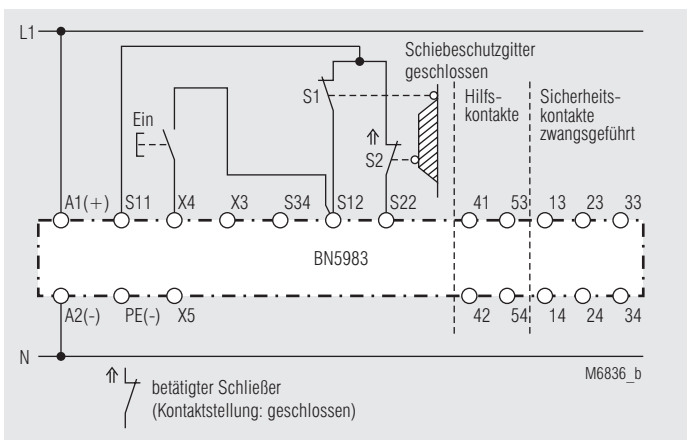 L1
Schiebeschutzgitter
geschlossen
S1
Hilfs-
kontakte
Sicherheits-
kontakte
zwangsgeführt
Ein
S2
A1(+) S11 X4 X3 S34 S12 S22 41 53 13 23 33
BN5983
A2(-) PE(-) X5 42 54 14 24 34
N
M6836_b
betätigter Schließer
(Kontaktstellung: geschlossen)